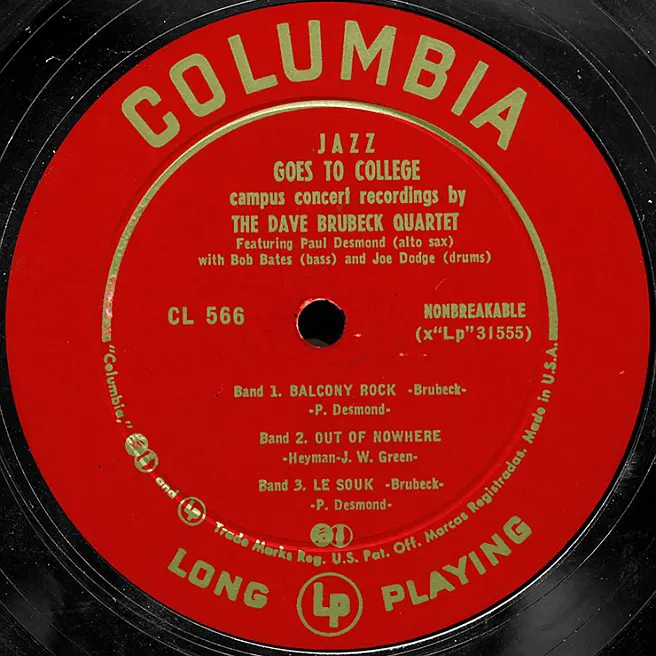 COLUMBIA
JAZZ
GOES TO COLLEGE
campus concert recordings by
THE DAVE BRUBECK QUARTET
Featuring Paul Desmond (alto sax)
with Bob Bates (bass) and Joe Dodge (drums)
CL 566
NONBREAKABLE
(x“Lp”31555)
Band 1. BALCONY ROCK -Brubeck-
-P. Desmond-
Band 2. OUT OF NOWHERE
-Heyman-J. W. Green-
Band 3. LE SOUK -Brubeck-
-P. Desmond-
"Columbia," and Lp Trade Marks Reg. U.S. Pat. Off. Marcas Registradas. Made in U.S.A.
LONG Lp PLAYING